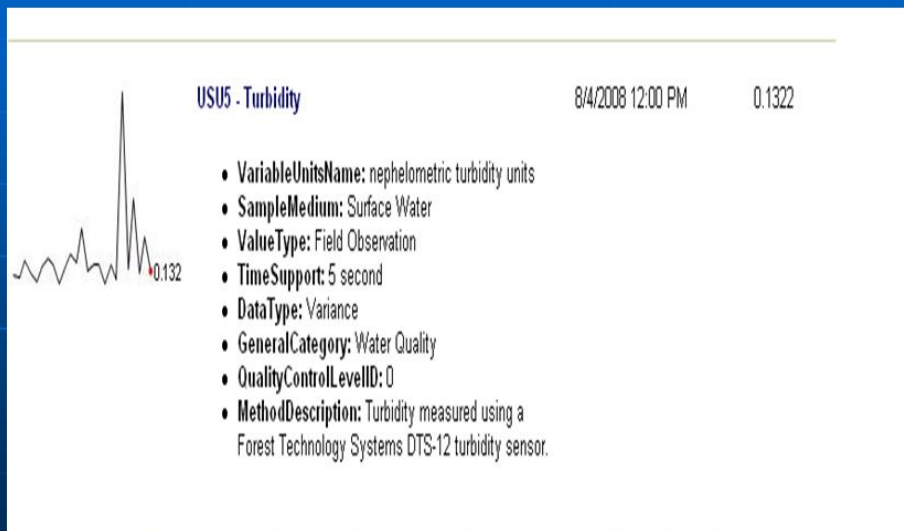 USU5 - Turbidity 8/4/2008 12:00 PM 0.1322
• VariableUnitsName: nephelometric turbidity units
• SampleMedium: Surface Water
• ValueType: Field Observation
0.132
• TimeSupport: 5 second
• DataType: Variance
• GeneralCategory: Water Quality
• QualityControlLevelID: 0
• MethodDescription: Turbidity measured using a
Forest Technology Systems DTS-12 turbidity sensor.